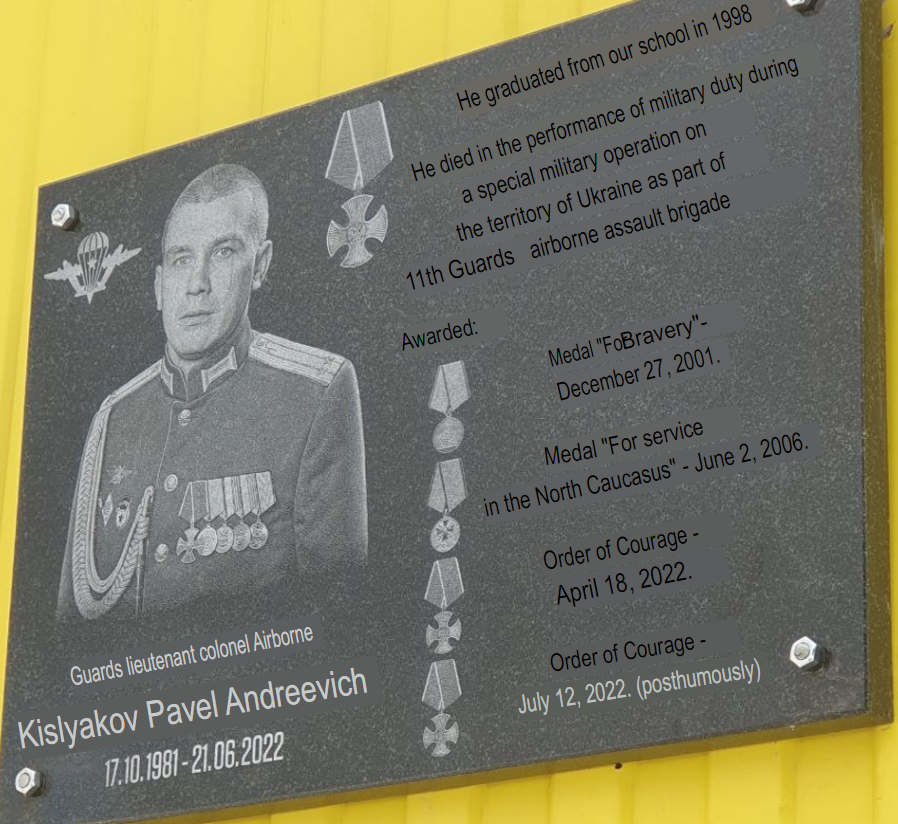 He graduated from our school in 1998
He died in the performance of military duty during
a special military operation on
the territory of Ukraine as part of
11th Guards airborne assault brigade
Awarded:
Medal "For Bravery"-
December 27, 2001.
Medal "For service
in the North Caucasus" - June 2, 2006.
Order of Courage -
April 18, 2022.
Order of Courage -
July 12, 2022. (posthumously)
Guards lieutenant colonel Airborne
Kislyakov Pavel Andreevich
17.10.1981 - 21.06.2022